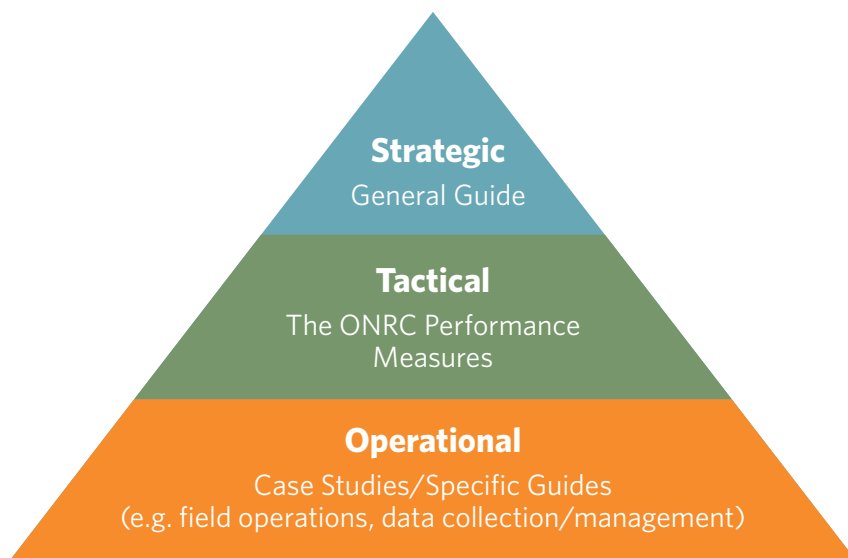 Strategic
General Guide
Tactical
The ONRC Performance
Measures
Operational
Case Studies/Specific Guides
(e.g. field operations, data collection/management)